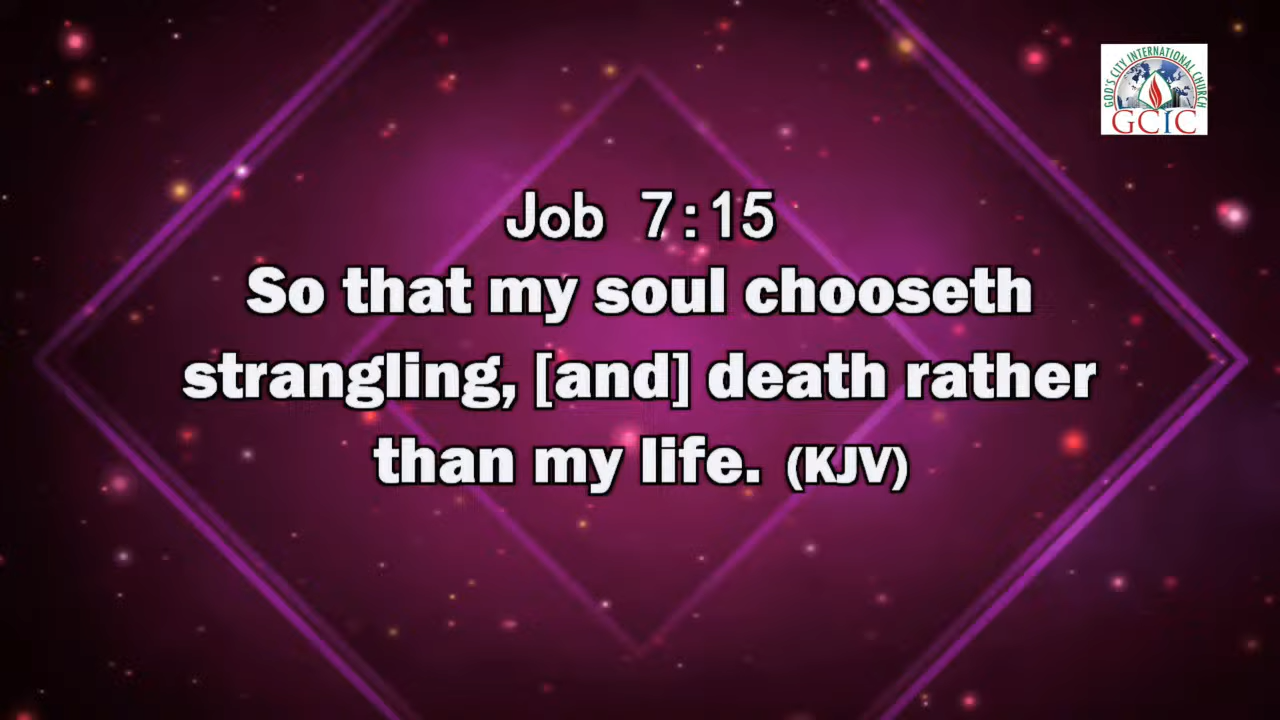 GOD'S CITY INTERNATIONAL CHURCH
GCIC
Job 7:15
So that my soul chooseth
strangling, [and] death rather
than my life. (KJV)